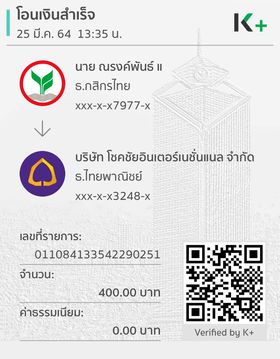 โอนเงินสำเร็จ
25 มี.ค. 64 13:35 น.
K+
นาย ณรงค์พันธ์ แ
ธ.กสิกรไทย
xxx-x-x7977-x
บริษัท โชคชัยอินเตอร์เนชั่นแนล จำกัด
ธ.ไทยพาณิชย์
xxx-x-x3248-x
เลขที่รายการ:
011084133542290251
จำนวน:
400.00 บาท
ค่าธรรมเนียม:
0.00 บาท
Verified by K+